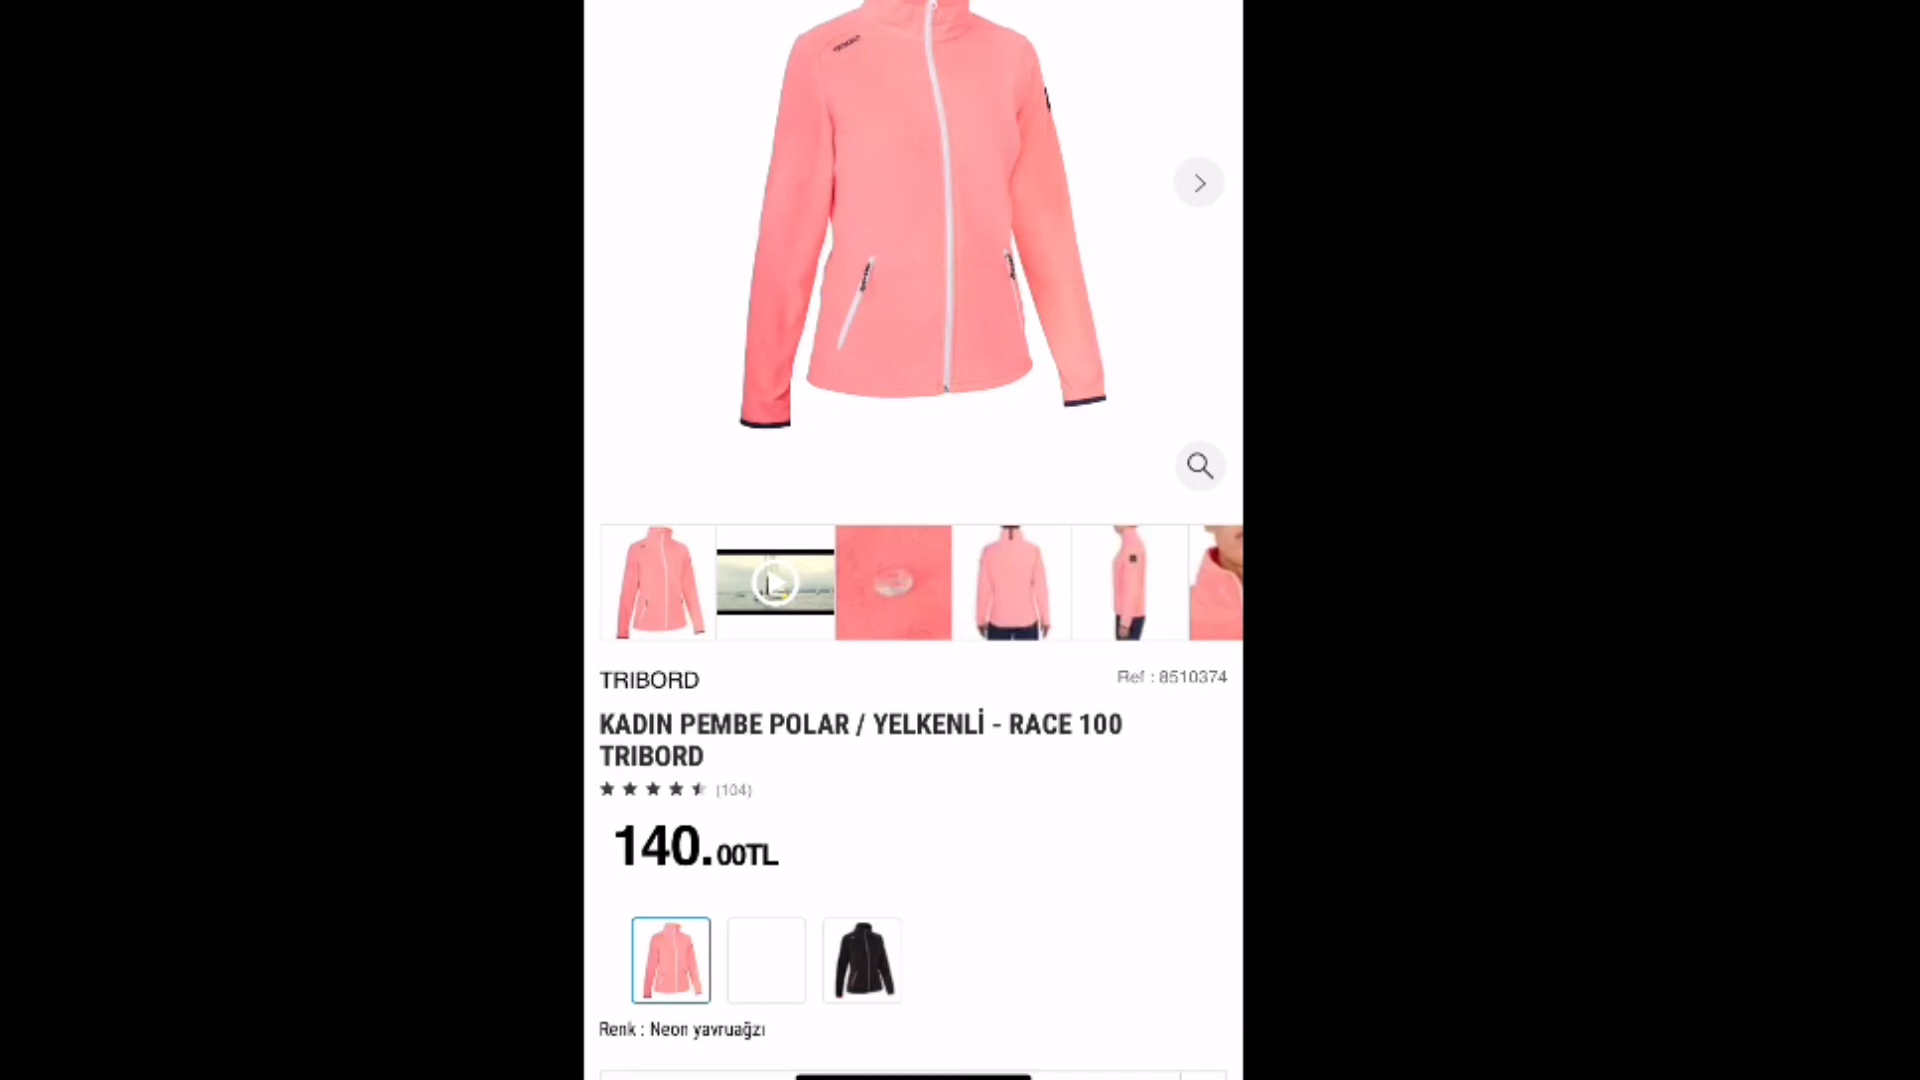 TRIBORD
Ref : 8510374
KADIN PEMBE POLAR / YELKENLİ - RACE 100
TRIBORD
(104)
140.00TL
Renk : Neon yavruağzı